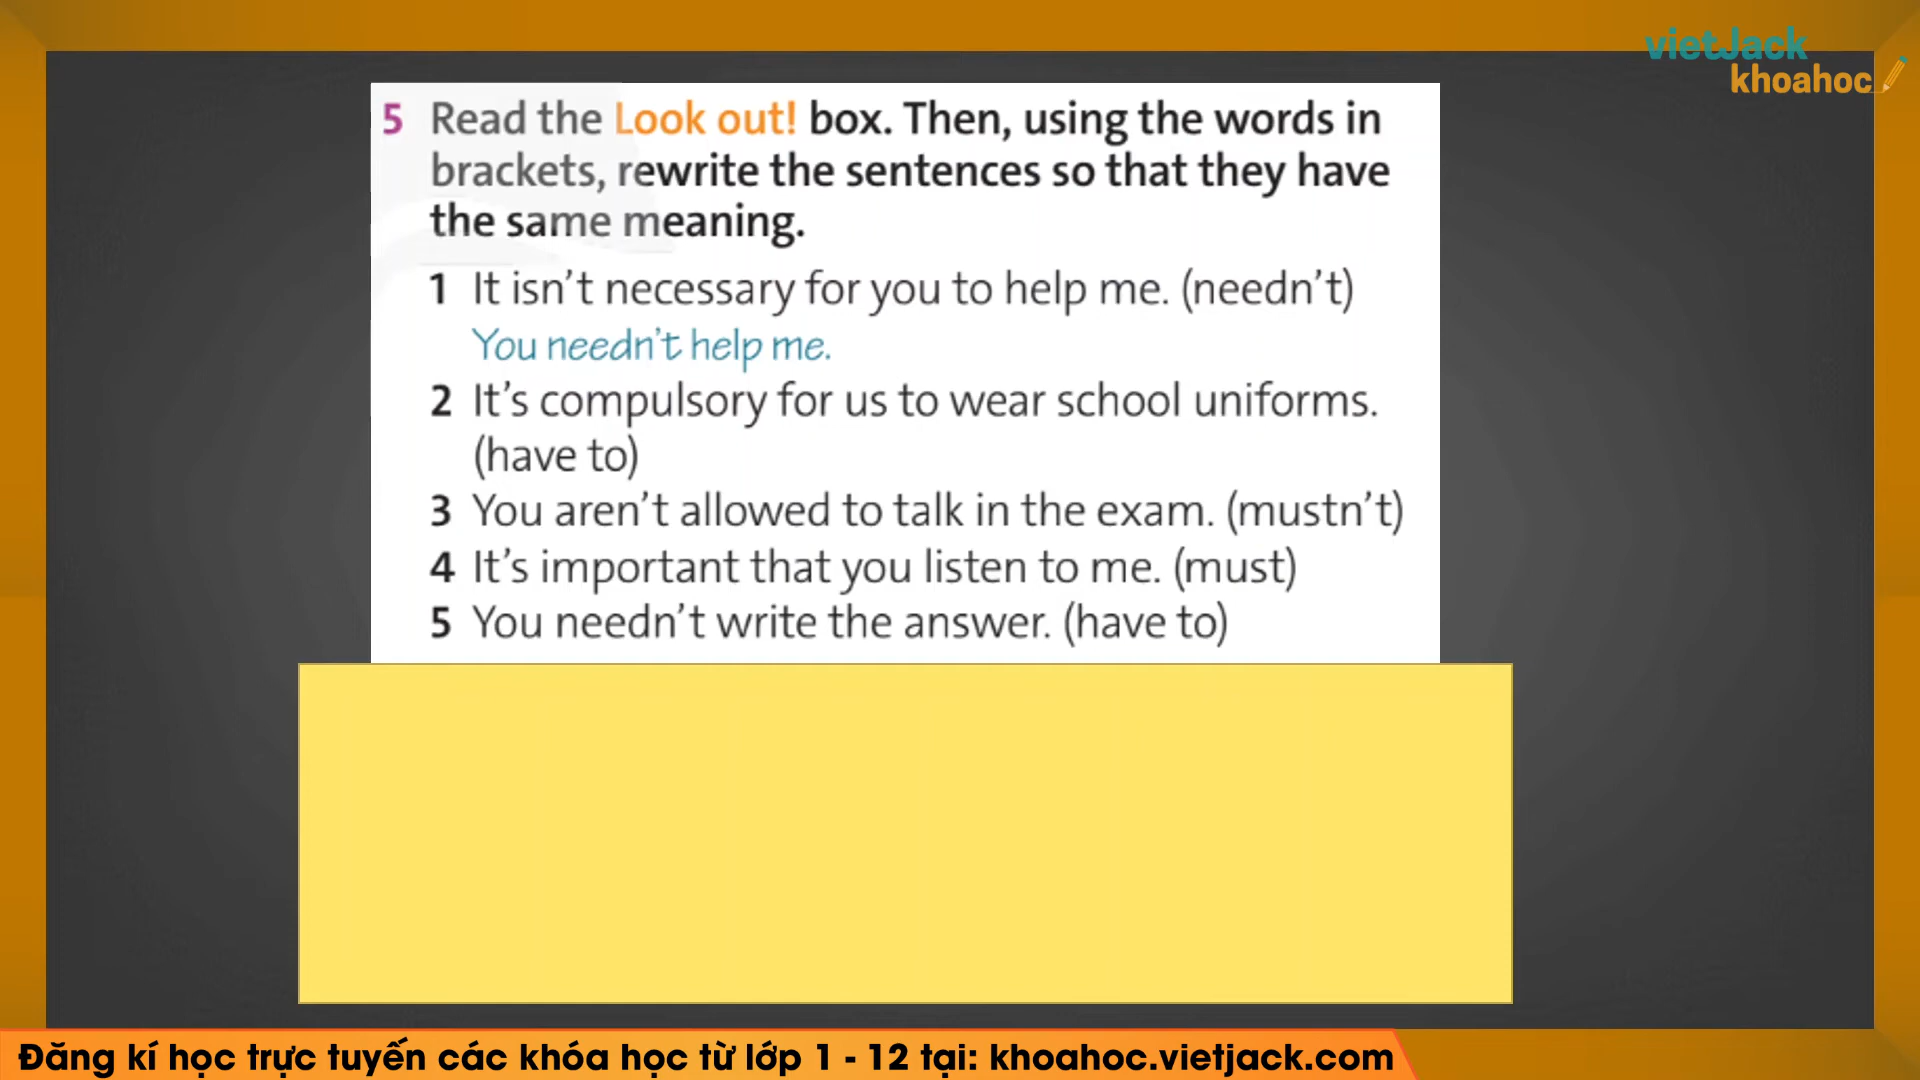 vietJack
khoahoc
5 Read the Look out! box. Then, using the words in
brackets, rewrite the sentences so that they have
the same meaning.
1 It isn't necessary for you to help me. (needn't)
You needn't help me.
2 It's compulsory for us to wear school uniforms.
(have to)
3 You aren't allowed to talk in the exam. (mustn't)
4 It's important that you listen to me. (must)
5 You needn't write the answer. (have to)
Đăng kí học trực tuyến các khóa học từ lớp 1 - 12 tại: khoahoc.vietjack.com